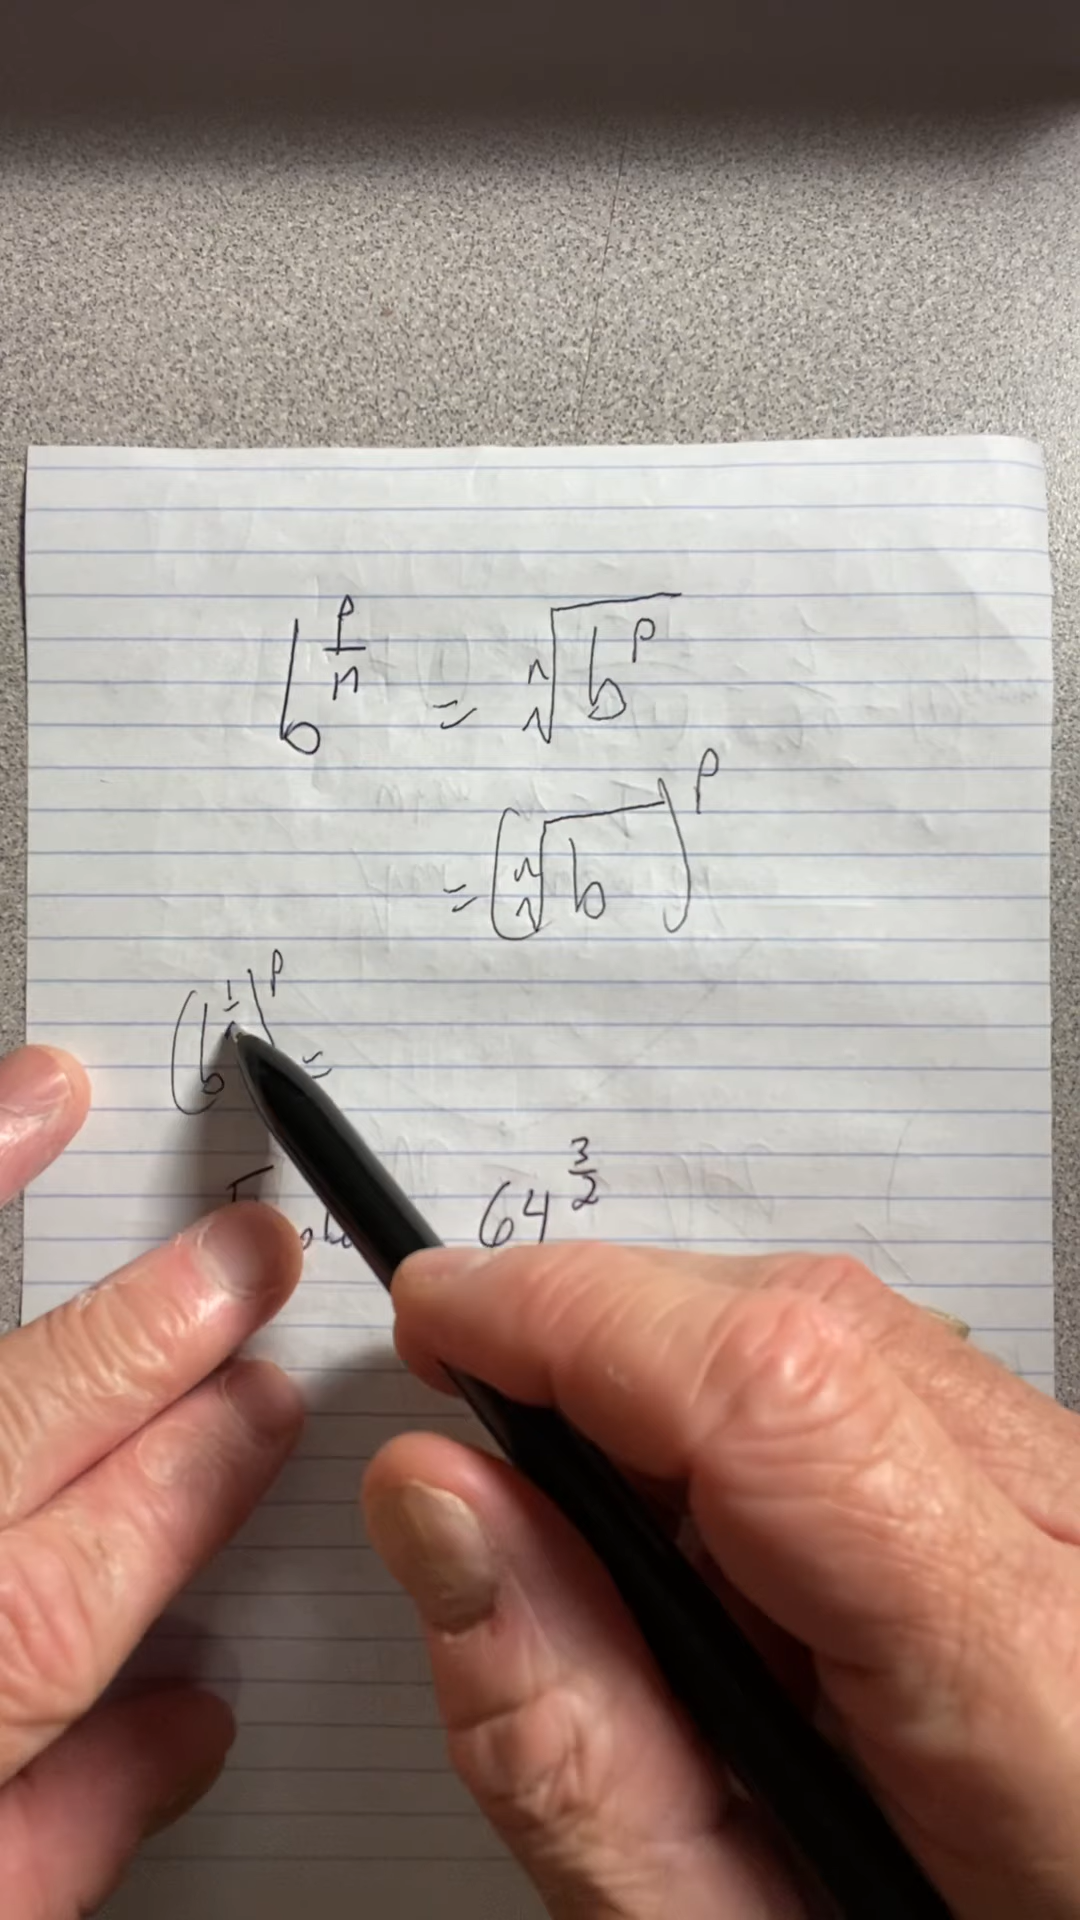 b^(p/n) = ⁿ√(b^p)
= (ⁿ√b)^p
(b^(1/n))^p =
64^(3/2)